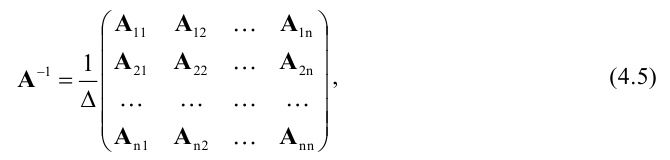 A₁₁ A₁₂ … A₁ₙ
A₂₁ A₂₂ … A₂ₙ
A⁻¹ = 1/Δ ( ) , (4.5)
… … … …
Aₙ₁ Aₙ₂ … Aₙₙ